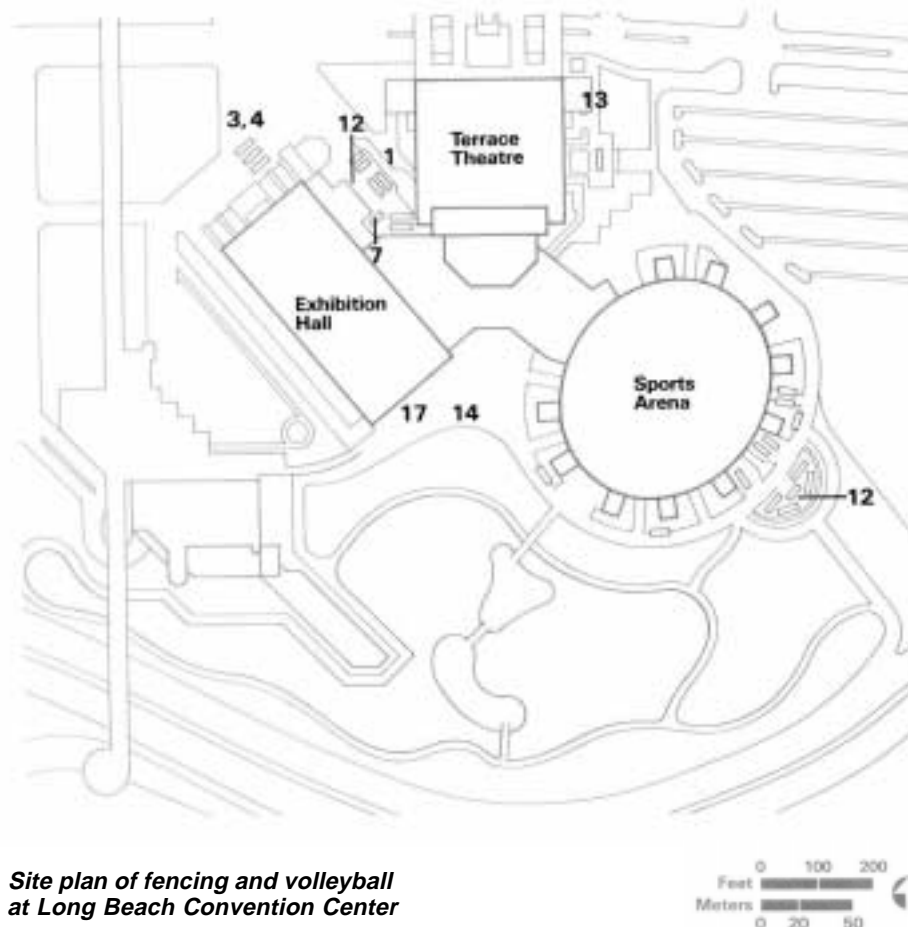 13
3, 4
12
1
Terrace
Theatre
7
Exhibition
Hall
Sports
Arena
17
14
12
Site plan of fencing and volleyball
at Long Beach Convention Center
0 100 200
Feet
Meters
0 20 50